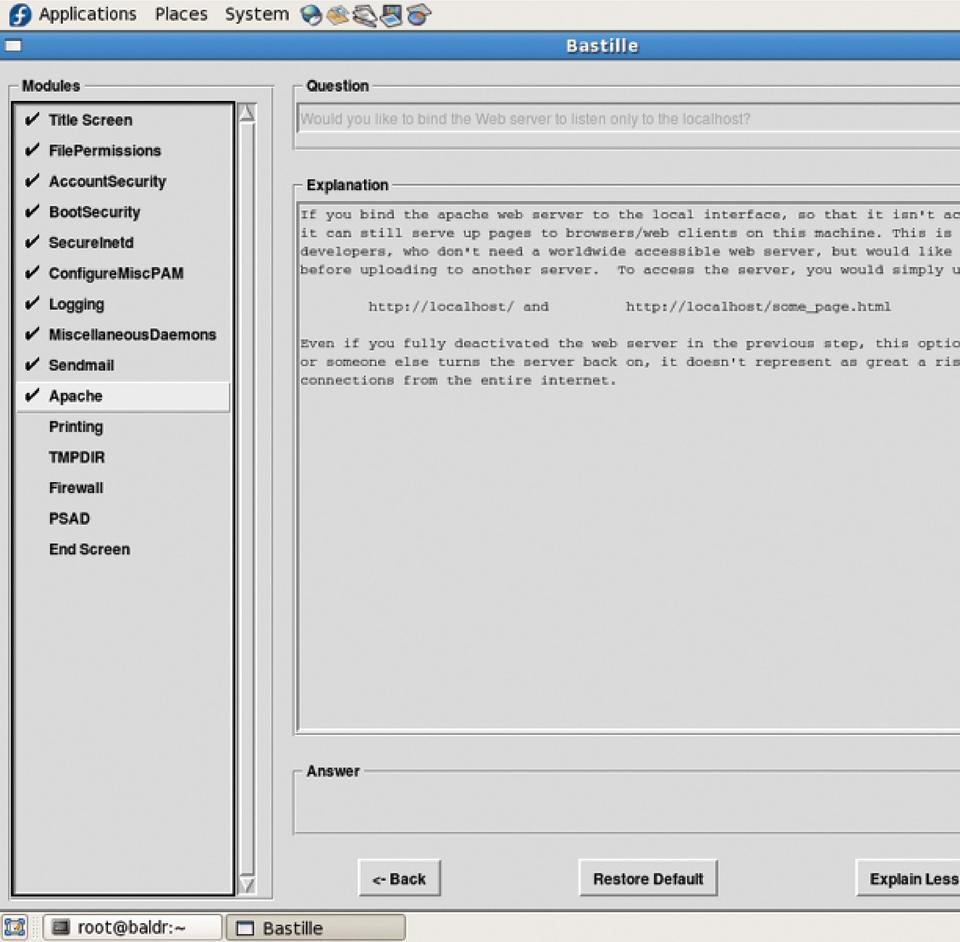 Applications Places System
Bastille
Modules
Title Screen
FilePermissions
AccountSecurity
BootSecurity
SecureInetd
ConfigureMiscPAM
Logging
MiscellaneousDaemons
Sendmail
Apache
Printing
TMPDIR
Firewall
PSAD
End Screen
Question
Would you like to bind the Web server to listen only to the localhost?
Explanation
If you bind the apache web server to the local interface, so that it isn't ac
it can still serve up pages to browsers/web clients on this machine. This is
developers, who don't need a worldwide accessible web server, but would like
before uploading to another server. To access the server, you would simply u
http://localhost/ and http://localhost/some_page.html
Even if you fully deactivated the web server in the previous step, this optio
or someone else turns the server back on, it doesn't represent as great a ris
connections from the entire internet.
Answer
<- Back Restore Default Explain Less
root@baldr:~ Bastille